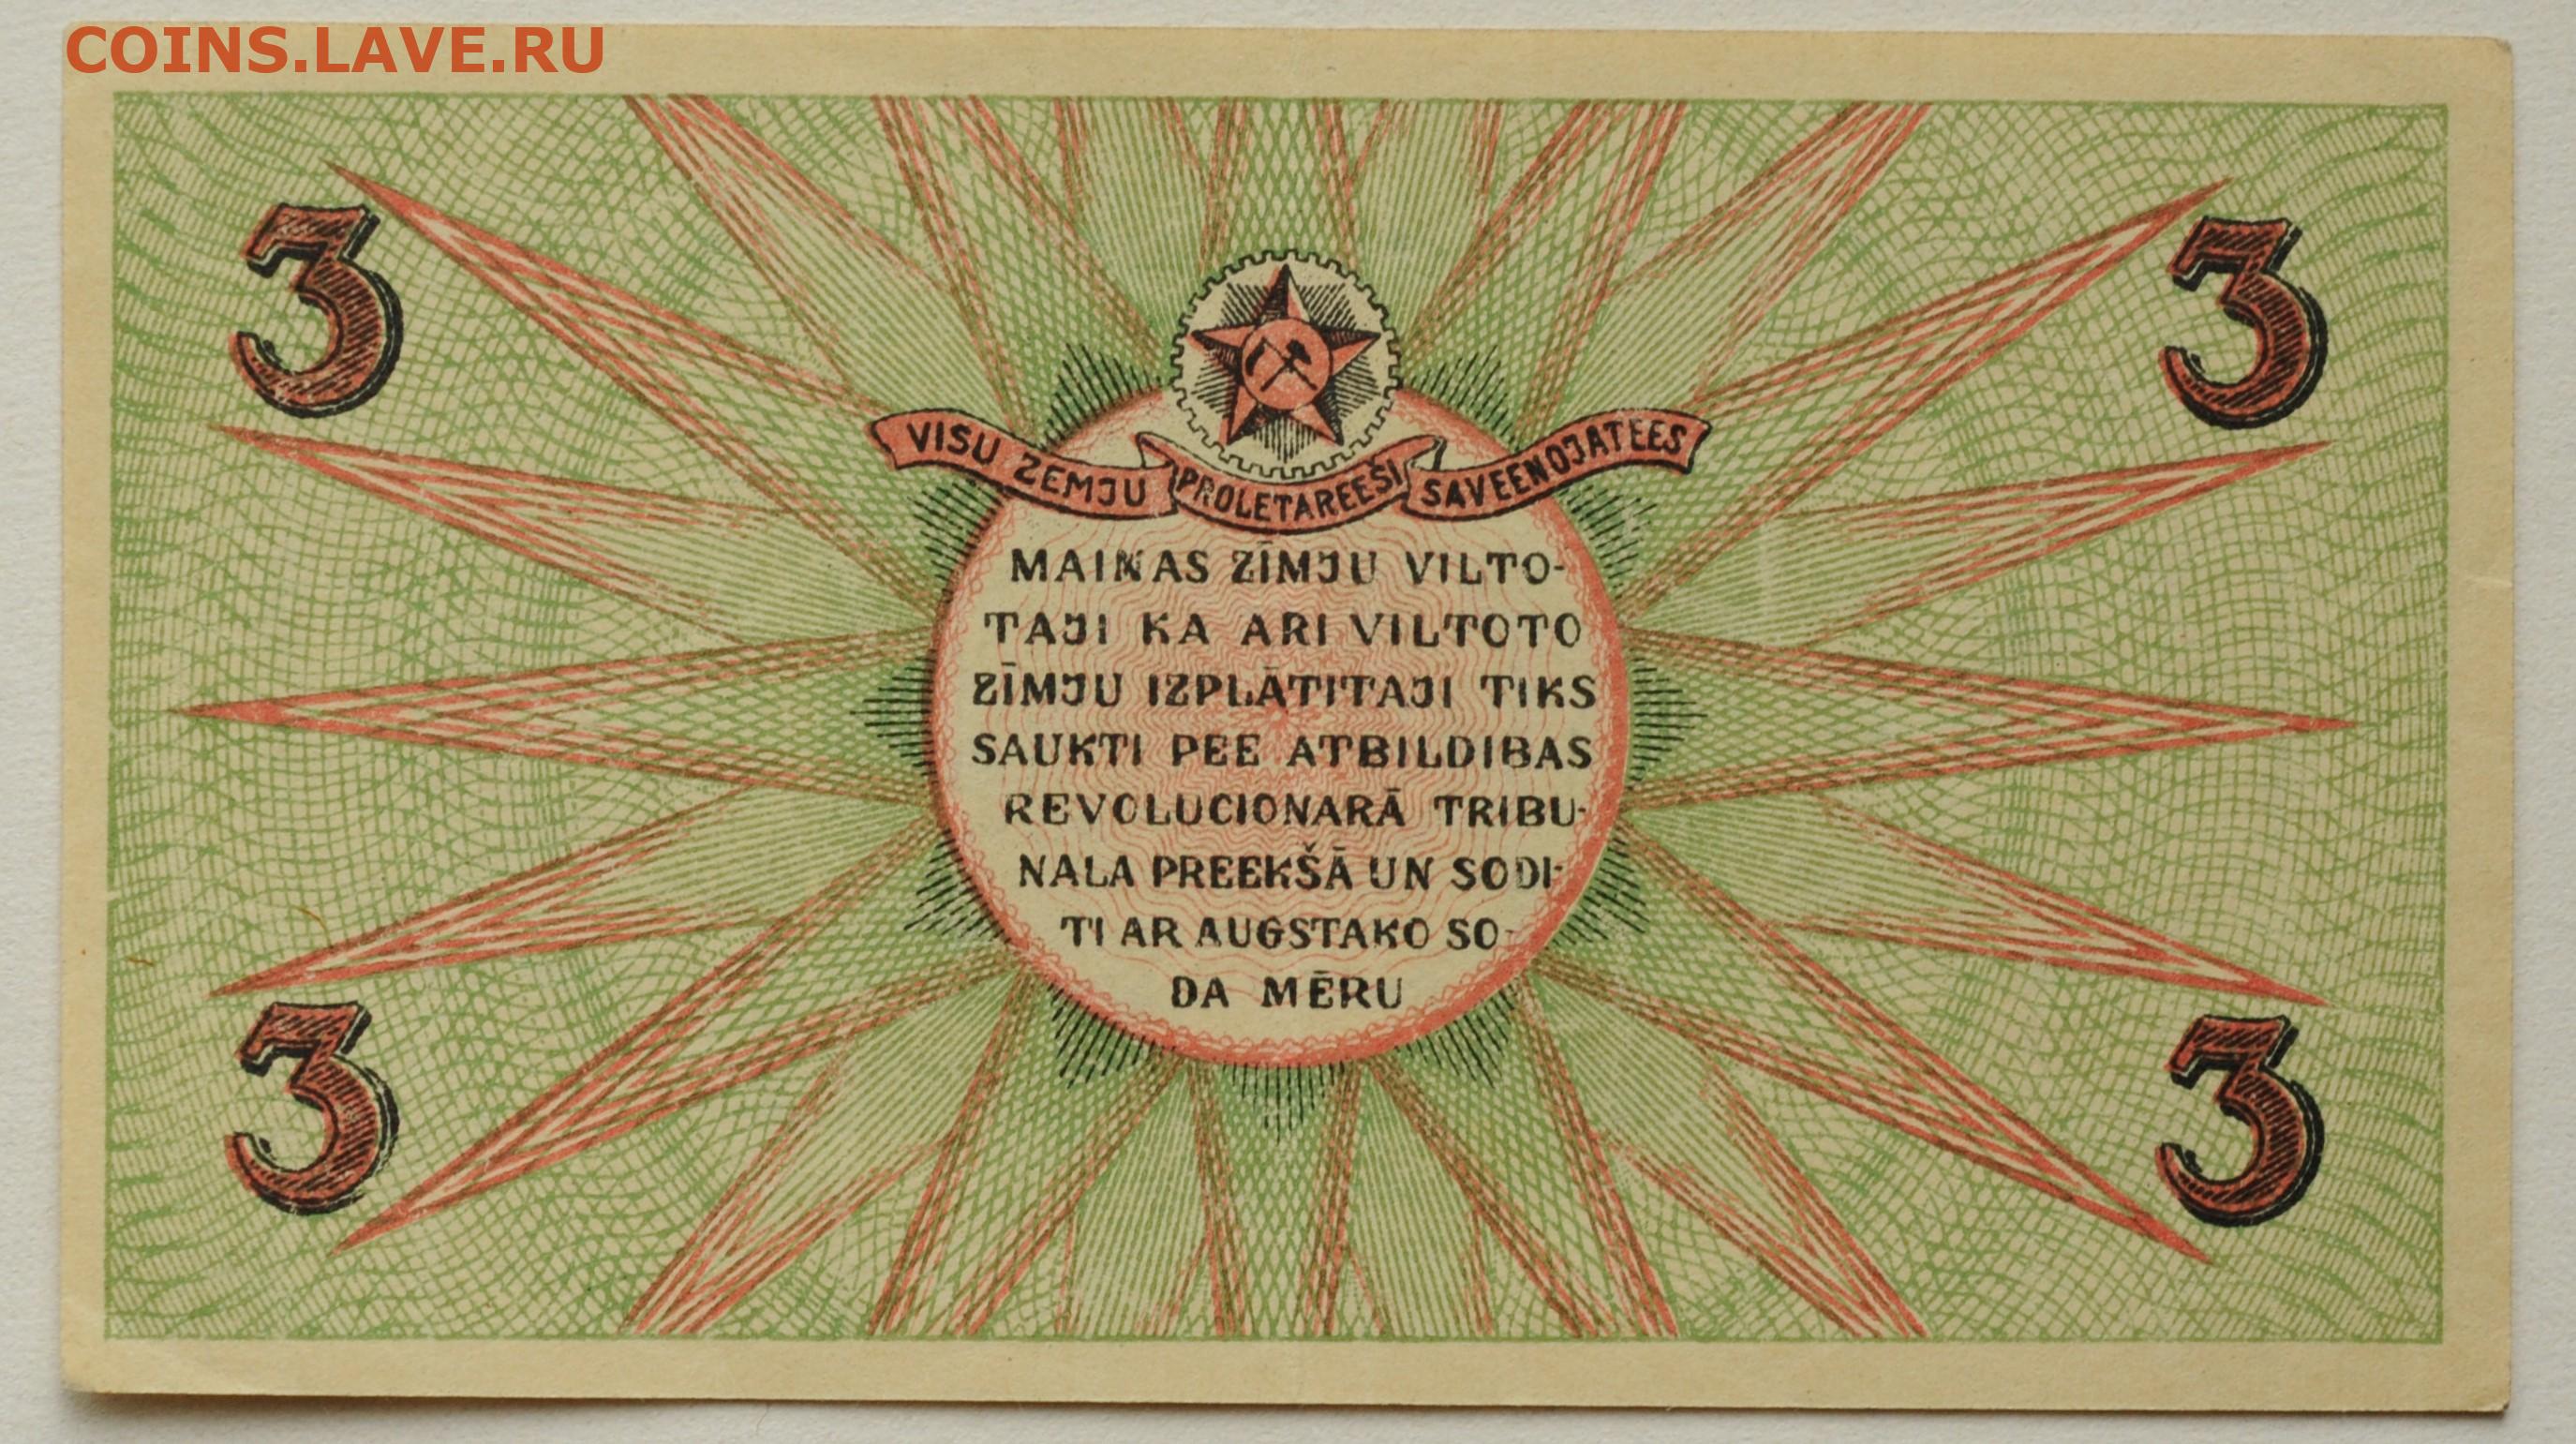 COINS.LAVE.RU
3
3
VISU ZEMJU PROLETAREEŠI SAVEENOJATEES
MAIŅAS ZĪMJU VILTO-
TAJI KA ARI VILTOTO
ZĪMJU IZPLĀTITAJI TIKS
SAUKTI PEE ATBILDIBAS
REVOLUCIONARĀ TRIBU-
NALA PREEKŠĀ UN SODI-
TI AR AUGSTAKO SO-
DA MĒRU
3
3